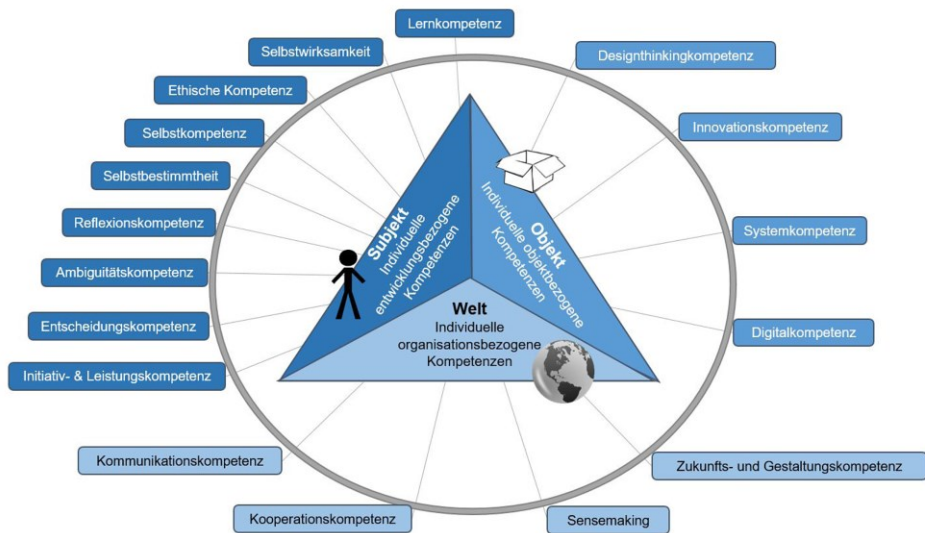 Lernkompetenz
Selbstwirksamkeit
Ethische Kompetenz
Selbstkompetenz
Selbstbestimmtheit
Reflexionskompetenz
Ambiguitätskompetenz
Entscheidungskompetenz
Initiativ- & Leistungskompetenz
Designthinkingkompetenz
Innovationskompetenz
Systemkompetenz
Digitalkompetenz
Subjekt
Individuelle
entwicklungsbezogene
Kompetenzen
Objekt
Individuelle objektbezogene
Kompetenzen
Welt
Individuelle
organisationsbezogene
Kompetenzen
Kommunikationskompetenz
Kooperationskompetenz
Sensemaking
Zukunfts- und Gestaltungskompetenz